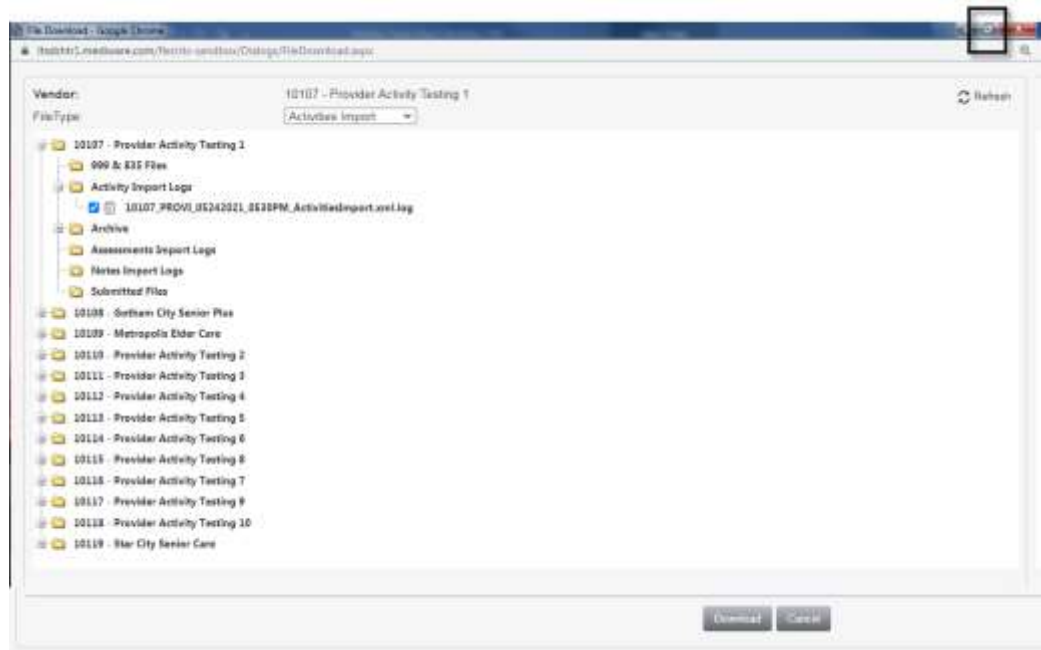 File Download - Google Chrome
Vendor: 10107 - Provider Activity Testing 1
Refresh
FileType Activities Import
10107 - Provider Activity Testing 1
999 & 835 Files
Activity Import Logs
10107_PROVI_05242021_0530PM_ActivitiesImport.xml.log
Archive
Assessments Import Logs
Notes Import Logs
Submitted Files
10108 - Gotham City Senior Plus
10109 - Metropolis Elder Care
10110 - Provider Activity Testing 2
10111 - Provider Activity Testing 3
10112 - Provider Activity Testing 4
10113 - Provider Activity Testing 5
10114 - Provider Activity Testing 6
10115 - Provider Activity Testing 8
10116 - Provider Activity Testing 7
10117 - Provider Activity Testing 9
10118 - Provider Activity Testing 10
10119 - Star City Senior Care
Download Cancel